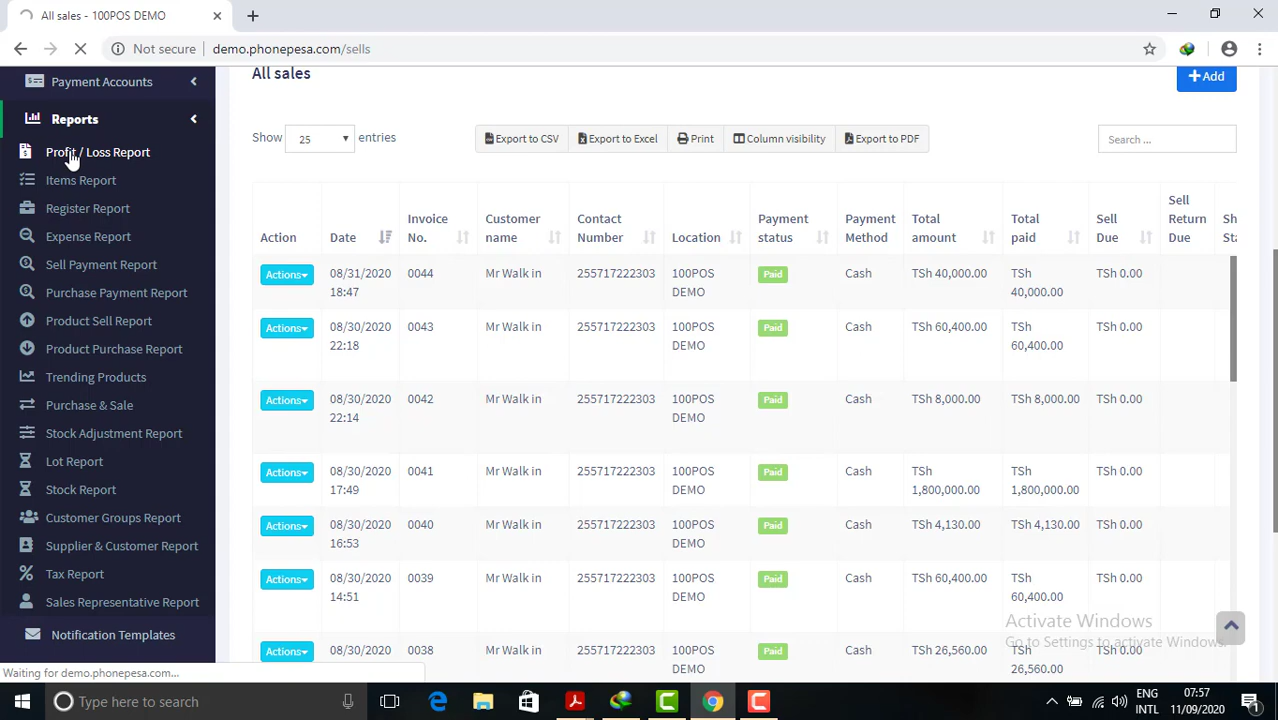 All sales - 100POS DEMO
Not secure demo.phonepesa.com/sells
Payment Accounts
Reports
Profit / Loss Report
Items Report
Register Report
Expense Report
Sell Payment Report
Purchase Payment Report
Product Sell Report
Product Purchase Report
Trending Products
Purchase & Sale
Stock Adjustment Report
Lot Report
Stock Report
Customer Groups Report
Supplier & Customer Report
Tax Report
Sales Representative Report
Notification Templates
All sales
Add
Show 25 entries
Export to CSV Export to Excel Print Column visibility Export to PDF
Search ...
Action Date Invoice No. Customer name Contact Number Location Payment status Payment Method Total amount Total paid Sell Due Sell Return Due
Actions 08/31/2020 18:47 0044 Mr Walk in 255717222303 100POS DEMO Paid Cash TSh 40,000.00 TSh 40,000.00 TSh 0.00
Actions 08/30/2020 22:18 0043 Mr Walk in 255717222303 100POS DEMO Paid Cash TSh 60,400.00 TSh 60,400.00 TSh 0.00
Actions 08/30/2020 22:14 0042 Mr Walk in 255717222303 100POS DEMO Paid Cash TSh 8,000.00 TSh 8,000.00 TSh 0.00
Actions 08/30/2020 17:49 0041 Mr Walk in 255717222303 100POS DEMO Paid Cash TSh 1,800,000.00 TSh 1,800,000.00 TSh 0.00
Actions 08/30/2020 16:53 0040 Mr Walk in 255717222303 100POS DEMO Paid Cash TSh 4,130.00 TSh 4,130.00 TSh 0.00
Actions 08/30/2020 14:51 0039 Mr Walk in 255717222303 100POS DEMO Paid Cash TSh 60,400.00 TSh 60,400.00 TSh 0.00
Actions 08/30/2020 0038 Mr Walk in 255717222303 100POS DEMO Paid Cash TSh 26,560.00 TSh 26,560.00 TSh 0.00
Activate Windows
Go to Settings to activate Windows.
Waiting for demo.phonepesa.com...
Type here to search
ENG
INTL
07:57
11/09/2020
1